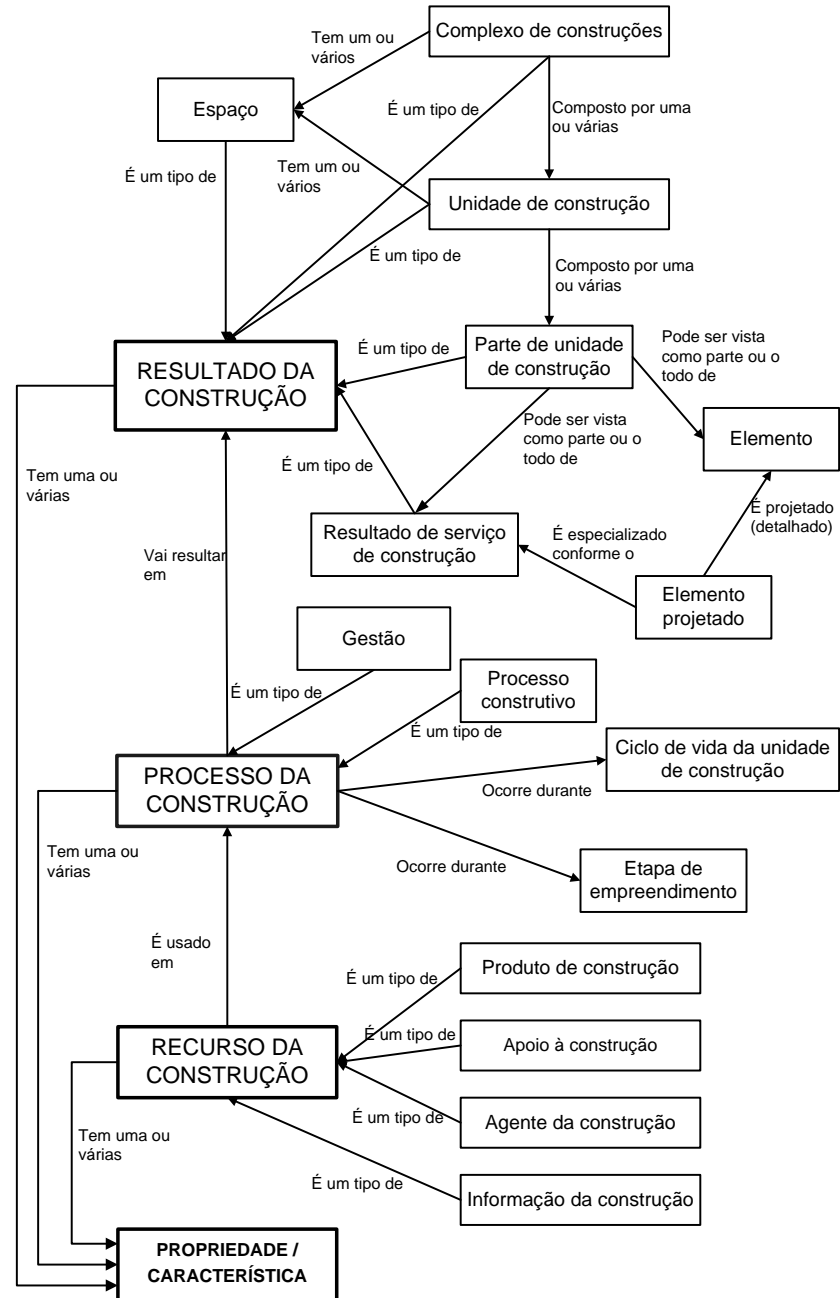 Tem um ou
vários
Complexo de construções
Espaço
É um tipo de
Composto por uma
ou várias
É um tipo de
Tem um ou
vários
Unidade de construção
É um tipo de
Composto por uma
ou várias
RESULTADO DA
CONSTRUÇÃO
É um tipo de
Parte de unidade
de construção
Pode ser vista
como parte ou o
todo de
Pode ser vista
como parte ou o
todo de
Elemento
Tem uma ou
várias
É um tipo de
Resultado de serviço
de construção
É especializado
conforme o
É projetado
(detalhado)
Vai resultar
em
Elemento
projetado
Gestão
É um tipo de
Processo
construtivo
É um tipo de
PROCESSO DA
CONSTRUÇÃO
Ciclo de vida da unidade
de construção
Ocorre durante
Tem uma ou
várias
Ocorre durante
Etapa de
empreendimento
É usado
em
É um tipo de
Produto de construção
RECURSO DA
CONSTRUÇÃO
É um tipo de
Apoio à construção
É um tipo de
Agente da construção
Tem uma ou
várias
É um tipo de
Informação da construção
PROPRIEDADE /
CARACTERÍSTICA